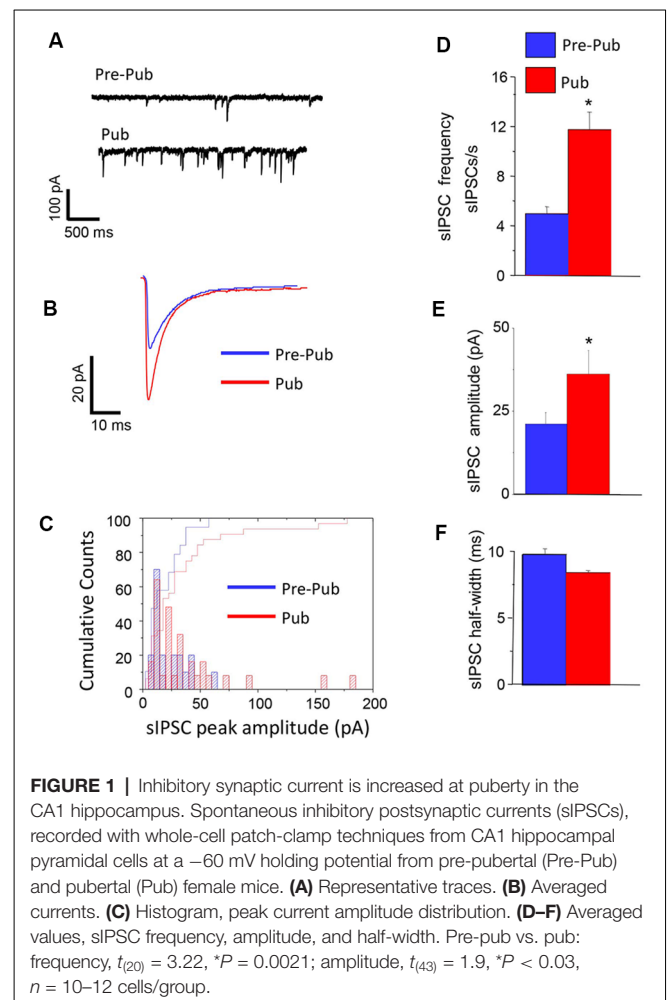 A
Pre-Pub
Pub
100 pA
500 ms
B
Pre-Pub
Pub
20 pA
10 ms
C
Cumulative Counts
100
80
60
40
20
0
Pre-Pub
Pub
0
50
100
150
200
sIPSC peak amplitude (pA)
D
Pre-Pub
Pub
sIPSC frequency
sIPSCs/s
16
12
8
4
0
*
E
sIPSC amplitude (pA)
50
25
0
*
F
sIPSC half-width (ms)
10
5
0
FIGURE 1 | Inhibitory synaptic current is increased at puberty in the
CA1 hippocampus. Spontaneous inhibitory postsynaptic currents (sIPSCs),
recorded with whole-cell patch-clamp techniques from CA1 hippocampal
pyramidal cells at a −60 mV holding potential from pre-pubertal (Pre-Pub)
and pubertal (Pub) female mice. (A) Representative traces. (B) Averaged
currents. (C) Histogram, peak current amplitude distribution. (D–F) Averaged
values, sIPSC frequency, amplitude, and half-width. Pre-pub vs. pub:
frequency, t(20) = 3.22, *P = 0.0021; amplitude, t(43) = 1.9, *P < 0.03,
n = 10–12 cells/group.